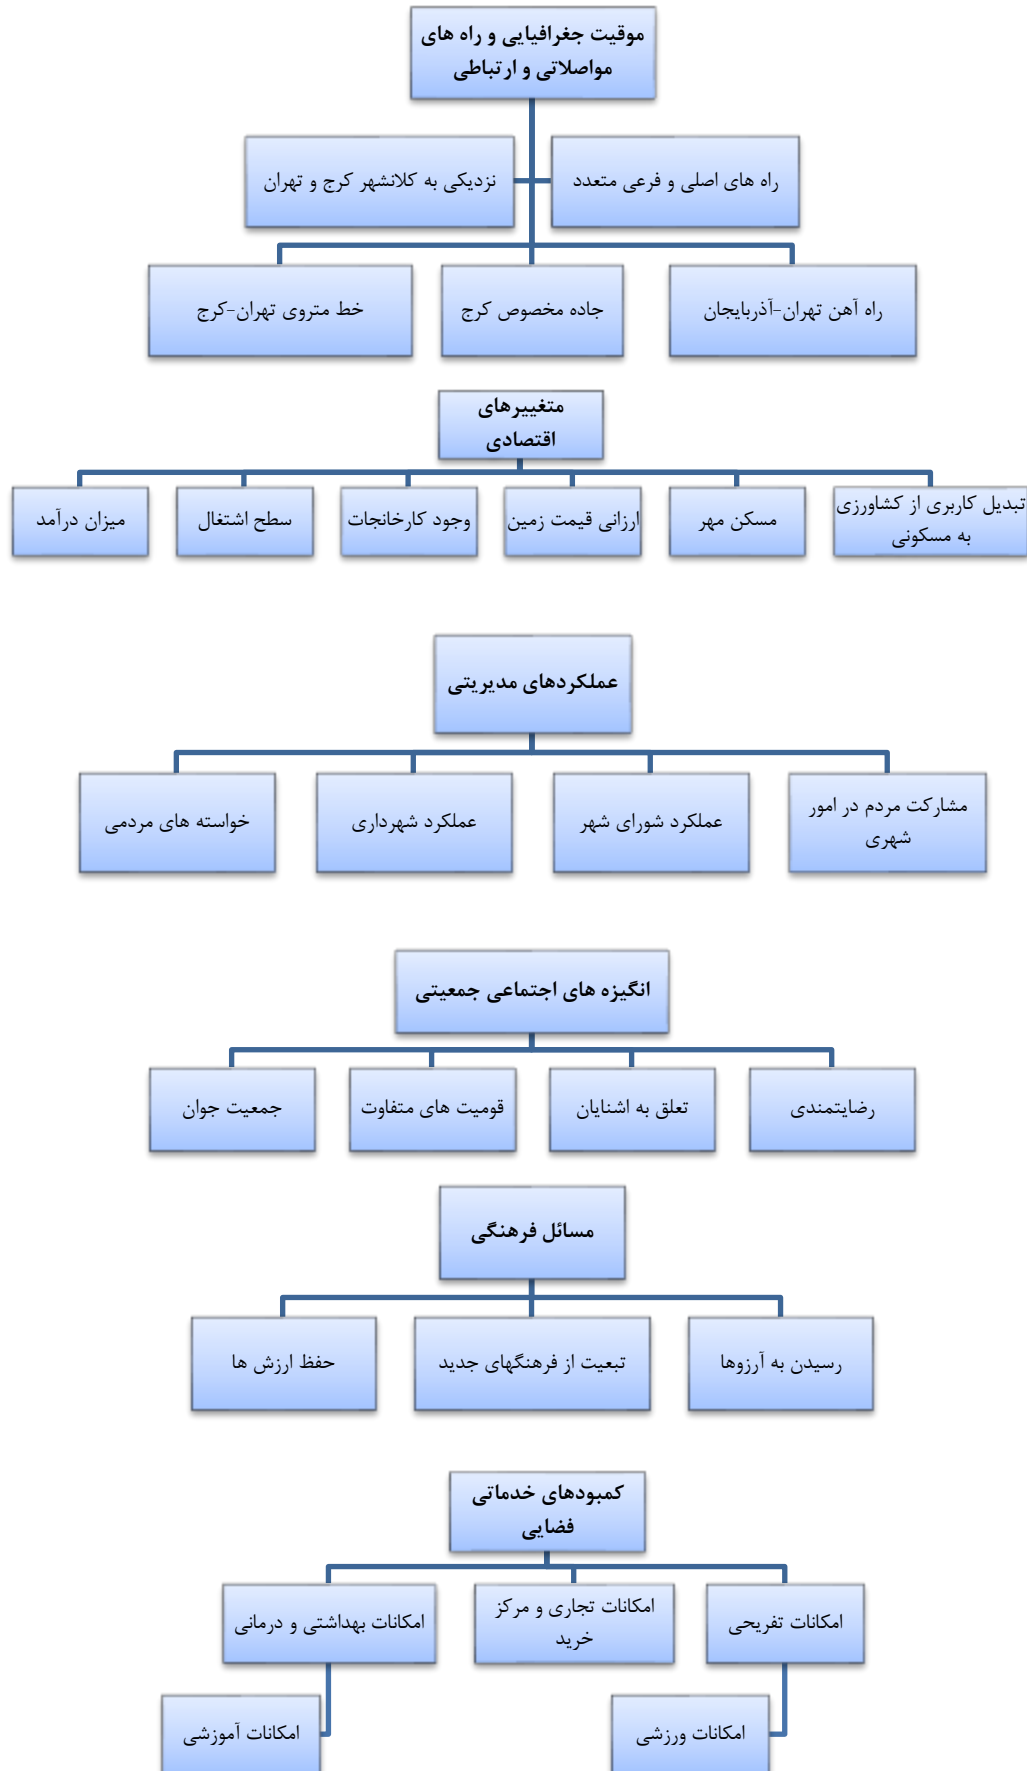 موقیت جغرافیایی و راه های
مواصلاتی و ارتباطی
راه های اصلی و فرعی متعدد
نزدیکی به کلانشهر کرج و تهران
راه آهن تهران-آذربایجان
جاده مخصوص کرج
خط متروی تهران-کرج
متغییرهای
اقتصادی
تبدیل کاربری از کشاورزی
به مسکونی
مسکن مهر
ارزانی قیمت زمین
وجود کارخانجات
سطح اشتغال
میزان درآمد
عملکردهای مدیریتی
مشارکت مردم در امور
شهری
عملکرد شورای شهر
عملکرد شهرداری
خواسته های مردمی
انگیزه های اجتماعی جمعیتی
رضایتمندی
تعلق به اشنایان
قومیت های متفاوت
جمعیت جوان
مسائل فرهنگی
رسیدن به آرزوها
تبعیت از فرهنگهای جدید
حفظ ارزش ها
کمبودهای خدماتی
فضایی
امکانات تفریحی
امکانات تجاری و مرکز
خرید
امکانات بهداشتی و درمانی
امکانات ورزشی
امکانات آموزشی